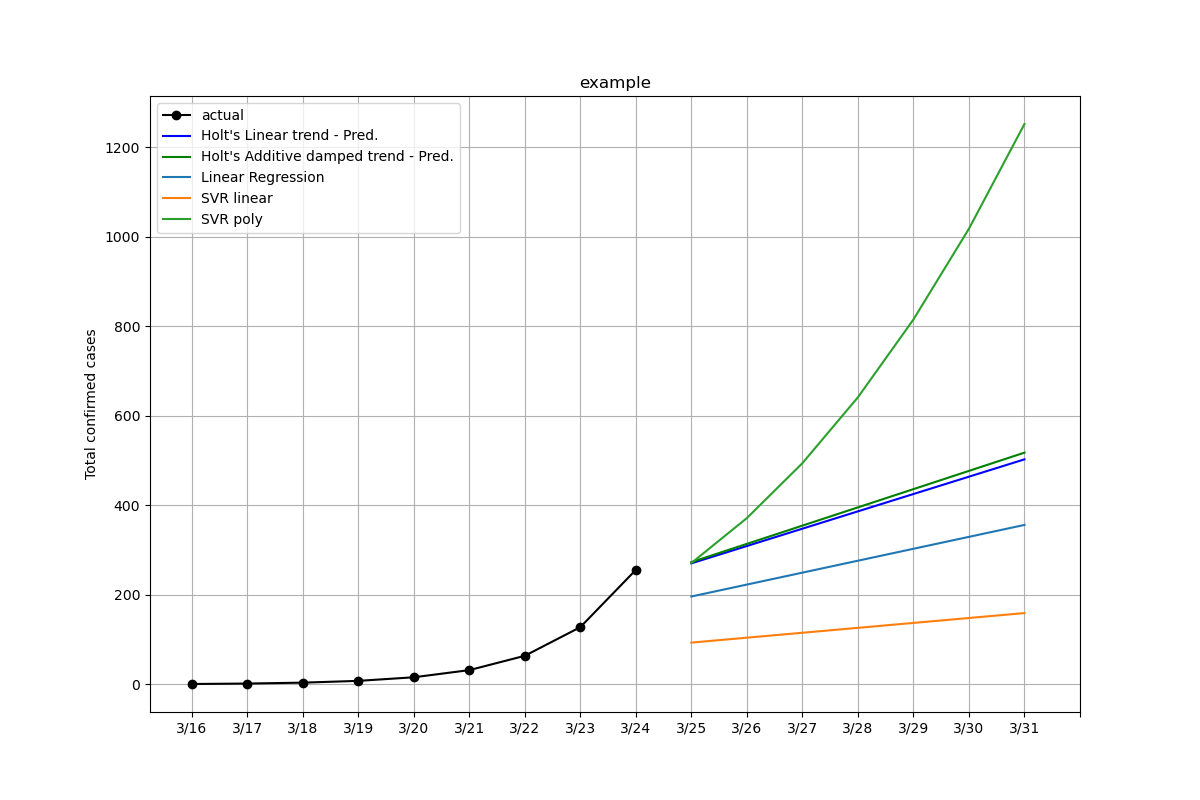 example
actual
Holt's Linear trend - Pred.
Holt's Additive damped trend - Pred.
Linear Regression
SVR linear
SVR poly
Total confirmed cases
1200
1000
800
600
400
200
0
3/16 3/17 3/18 3/19 3/20 3/21 3/22 3/23 3/24 3/25 3/26 3/27 3/28 3/29 3/30 3/31